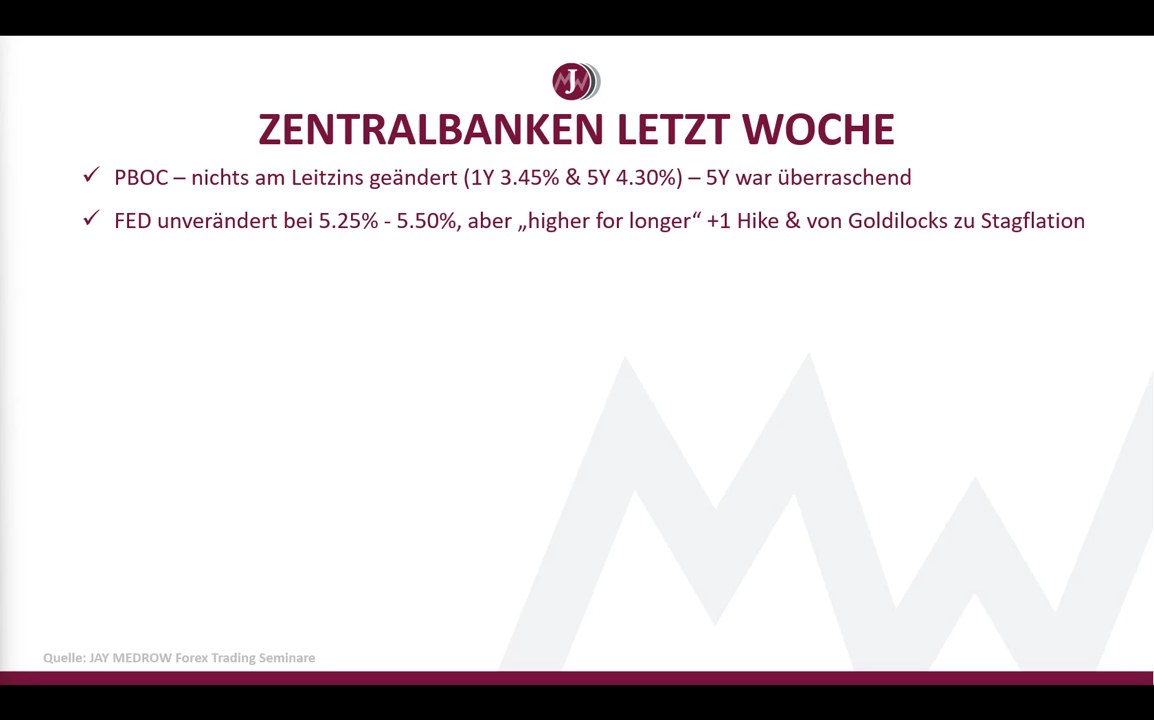 J
ZENTRALBANKEN LETZT WOCHE
✓ PBOC – nichts am Leitzins geändert (1Y 3.45% & 5Y 4.30%) – 5Y war überraschend
✓ FED unverändert bei 5.25% - 5.50%, aber „higher for longer“ +1 Hike & von Goldilocks zu Stagflation
Quelle: JAY MEDROW Forex Trading Seminare